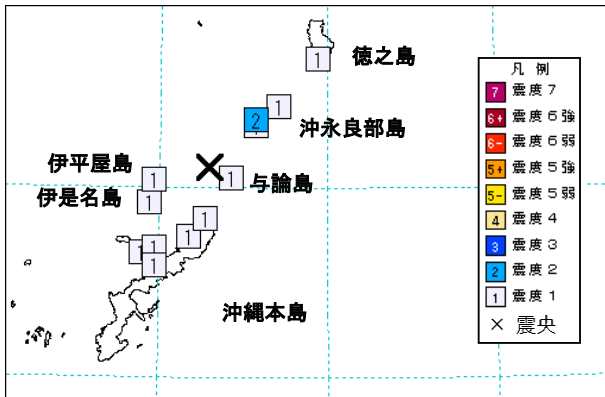 徳之島
1
1
2
沖永良部島
伊平屋島
1
1
与論島
伊是名島
1
1
1
1
1
1
沖縄本島
凡例
7 震度7
6+ 震度6強
6- 震度6弱
5+ 震度5強
5- 震度5弱
4 震度4
3 震度3
2 震度2
1 震度1
× 震央